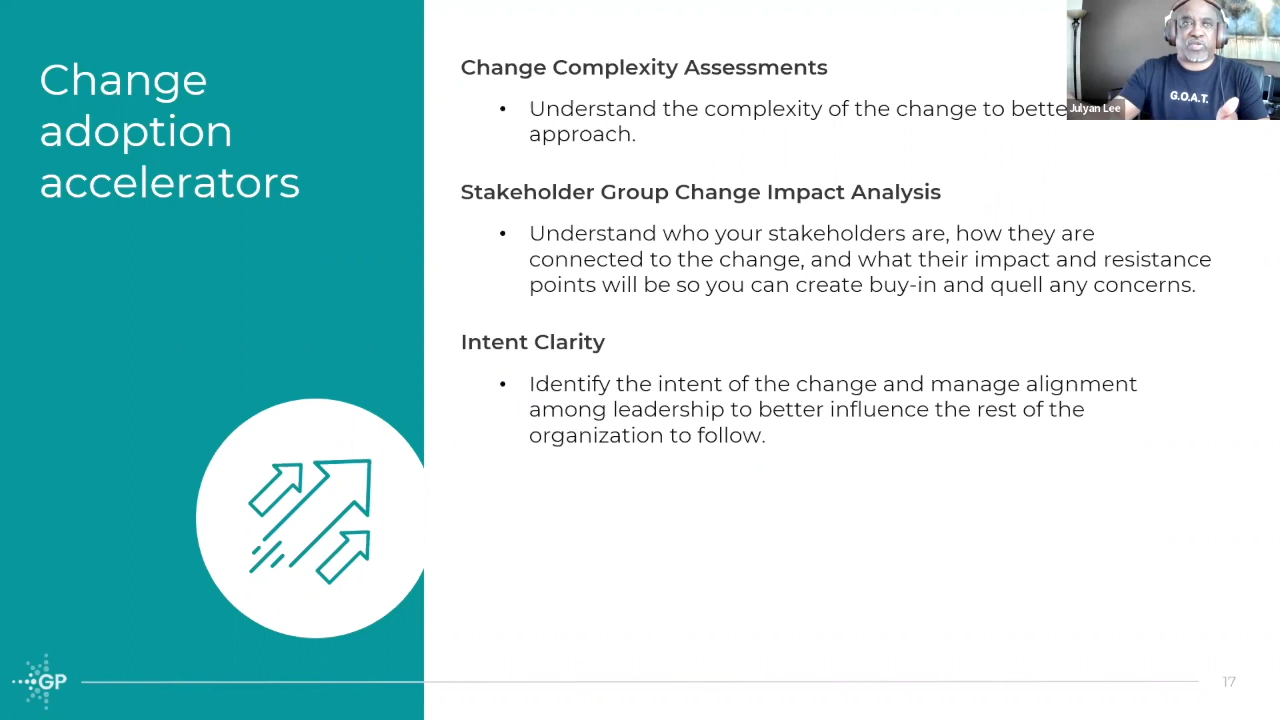 Change
adoption
accelerators
Change Complexity Assessments
• Understand the complexity of the change to
approach.
Stakeholder Group Change Impact Analysis
• Understand who your stakeholders are, how they are
connected to the change, and what their impact and resistance
points will be so you can create buy-in and quell any concerns.
Intent Clarity
• Identify the intent of the change and manage alignment
among leadership to better influence the rest of the
organization to follow.
G.O.A.T.
Julyan Lee
GP
17